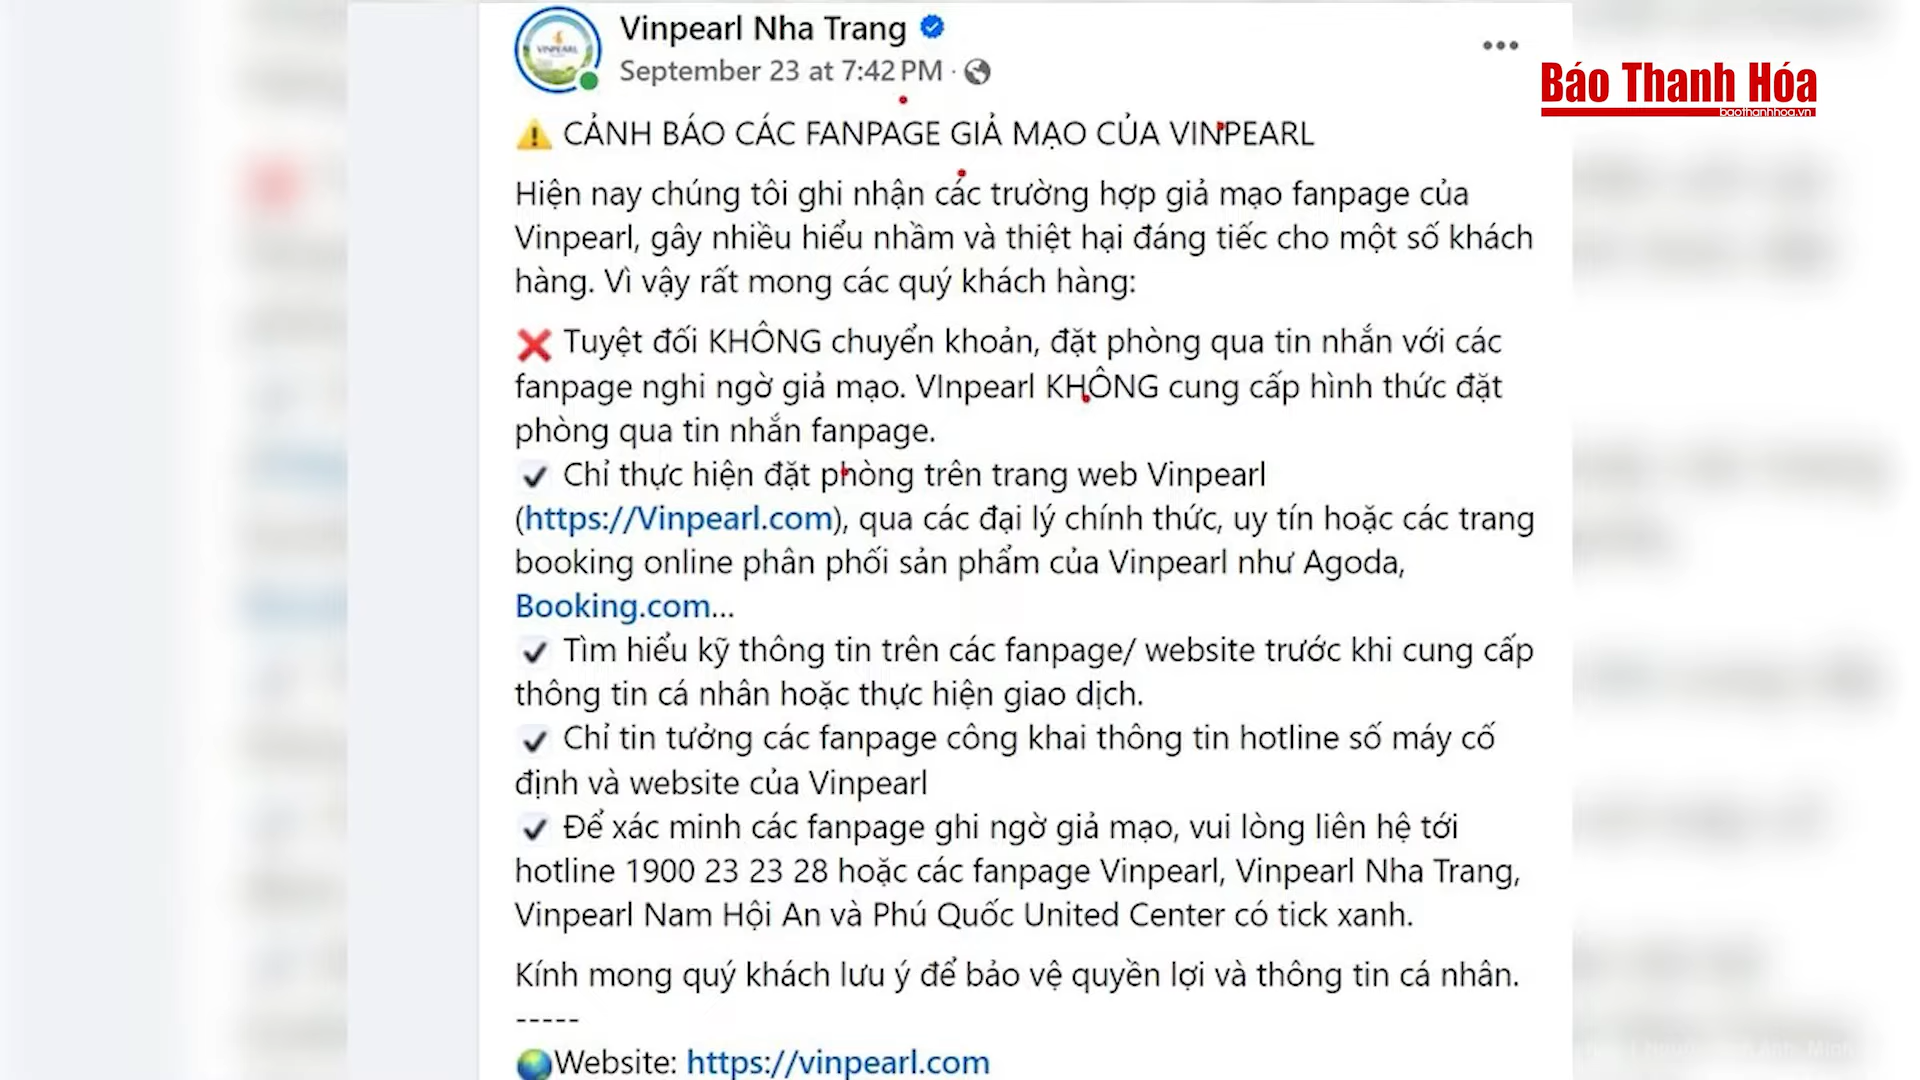 Vinpearl Nha Trang
September 23 at 7:42 PM ·
Báo Thanh Hóa
baothanhhoa.vn
VINPEARL
⚠️ CẢNH BÁO CÁC FANPAGE GIẢ MẠO CỦA VINPEARL
Hiện nay chúng tôi ghi nhận các trường hợp giả mạo fanpage của
Vinpearl, gây nhiều hiểu nhầm và thiệt hại đáng tiếc cho một số khách
hàng. Vì vậy rất mong các quý khách hàng:
❌ Tuyệt đối KHÔNG chuyển khoản, đặt phòng qua tin nhắn với các
fanpage nghi ngờ giả mạo. VInpearl KHÔNG cung cấp hình thức đặt
phòng qua tin nhắn fanpage.
✔ Chỉ thực hiện đặt phòng trên trang web Vinpearl
(https://Vinpearl.com), qua các đại lý chính thức, uy tín hoặc các trang
booking online phân phối sản phẩm của Vinpearl như Agoda,
Booking.com...
✔ Tìm hiểu kỹ thông tin trên các fanpage/ website trước khi cung cấp
thông tin cá nhân hoặc thực hiện giao dịch.
✔ Chỉ tin tưởng các fanpage công khai thông tin hotline số máy cố
định và website của Vinpearl
✔ Để xác minh các fanpage ghi ngờ giả mạo, vui lòng liên hệ tới
hotline 1900 23 23 28 hoặc các fanpage Vinpearl, Vinpearl Nha Trang,
Vinpearl Nam Hội An và Phú Quốc United Center có tick xanh.
Kính mong quý khách lưu ý để bảo vệ quyền lợi và thông tin cá nhân.
-----
🌏Website: https://vinpearl.com